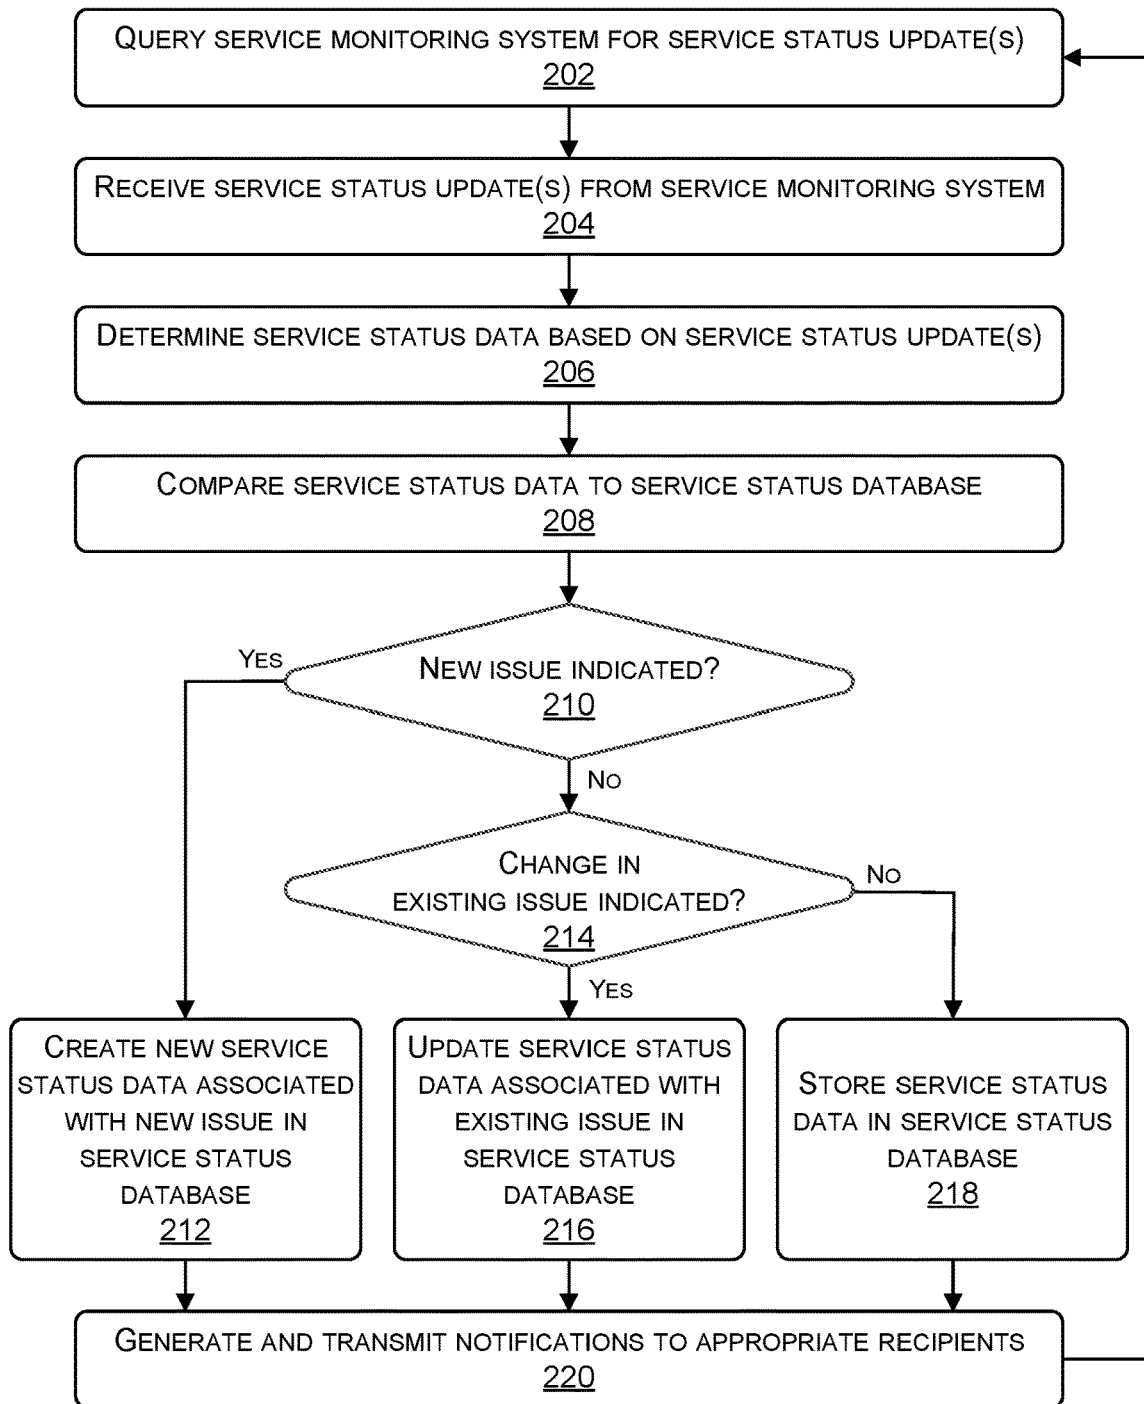 QUERY SERVICE MONITORING SYSTEM FOR SERVICE STATUS UPDATE(S)
202
RECEIVE SERVICE STATUS UPDATE(S) FROM SERVICE MONITORING SYSTEM
204
DETERMINE SERVICE STATUS DATA BASED ON SERVICE STATUS UPDATE(S)
206
COMPARE SERVICE STATUS DATA TO SERVICE STATUS DATABASE
208
YES
NEW ISSUE INDICATED?
210
NO
CHANGE IN
EXISTING ISSUE INDICATED?
214
NO
YES
CREATE NEW SERVICE
STATUS DATA ASSOCIATED
WITH NEW ISSUE IN
SERVICE STATUS
DATABASE
212
UPDATE SERVICE STATUS
DATA ASSOCIATED WITH
EXISTING ISSUE IN
SERVICE STATUS
DATABASE
216
STORE SERVICE STATUS
DATA IN SERVICE STATUS
DATABASE
218
GENERATE AND TRANSMIT NOTIFICATIONS TO APPROPRIATE RECIPIENTS
220